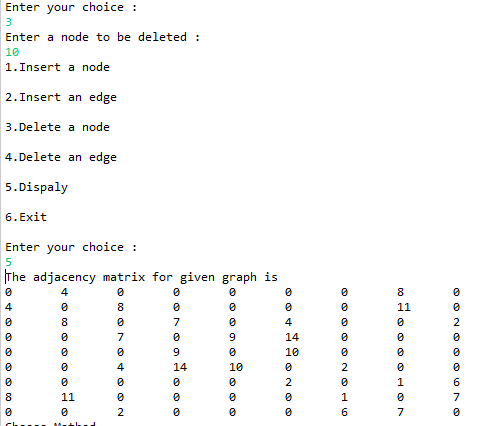 Enter your choice :
3
Enter a node to be deleted :
10
1.Insert a node
2.Insert an edge
3.Delete a node
4.Delete an edge
5.Dispaly
6.Exit
Enter your choice :
5
The adjacency matrix for given graph is
0 4 0 0 0 0 0 8 0
4 0 8 0 0 0 0 11 0
0 8 0 7 0 4 0 0 2
0 0 7 0 9 14 0 0 0
0 0 0 9 0 10 0 0 0
0 0 4 14 10 0 2 0 0
0 0 0 0 0 2 0 1 6
8 11 0 0 0 0 1 0 7
0 0 2 0 0 0 6 7 0
Choose Method